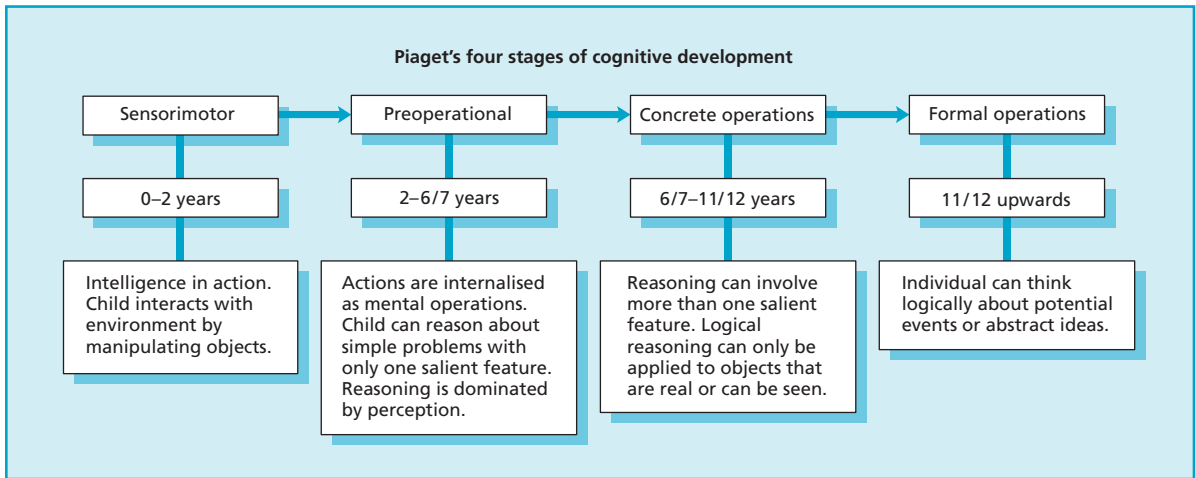 Piaget's four stages of cognitive development
Sensorimotor
Preoperational
Concrete operations
Formal operations
0–2 years
2–6/7 years
6/7–11/12 years
11/12 upwards
Intelligence in action.
Child interacts with
environment by
manipulating objects.
Actions are internalised
as mental operations.
Child can reason about
simple problems with
only one salient feature.
Reasoning is dominated
by perception.
Reasoning can involve
more than one salient
feature. Logical
reasoning can only be
applied to objects that
are real or can be seen.
Individual can think
logically about potential
events or abstract ideas.